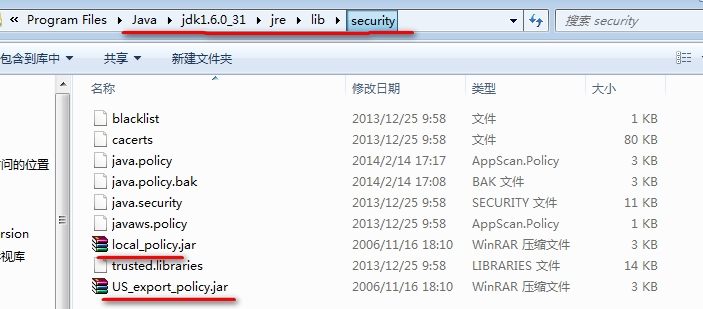 Program Files ▸ Java ▸ jdk1.6.0_31 ▸ jre ▸ lib ▸ security 搜索 security
包含到库中 共享 新建文件夹
名称 修改日期 类型 大小
blacklist 2013/12/25 9:58 文件 1 KB
cacerts 2013/12/25 9:58 文件 80 KB
java.policy 2014/2/14 17:17 AppScan.Policy 3 KB
java.policy.bak 2014/2/14 17:08 BAK 文件 3 KB
java.security 2013/12/25 9:58 SECURITY 文件 11 KB
javaws.policy 2013/12/25 9:58 AppScan.Policy 1 KB
local_policy.jar 2006/11/16 18:10 WinRAR 压缩文件 3 KB
trusted.libraries 2013/12/25 9:58 LIBRARIES 文件 14 KB
US_export_policy.jar 2006/11/16 18:10 WinRAR 压缩文件 3 KB
问的位置
ersion
视库